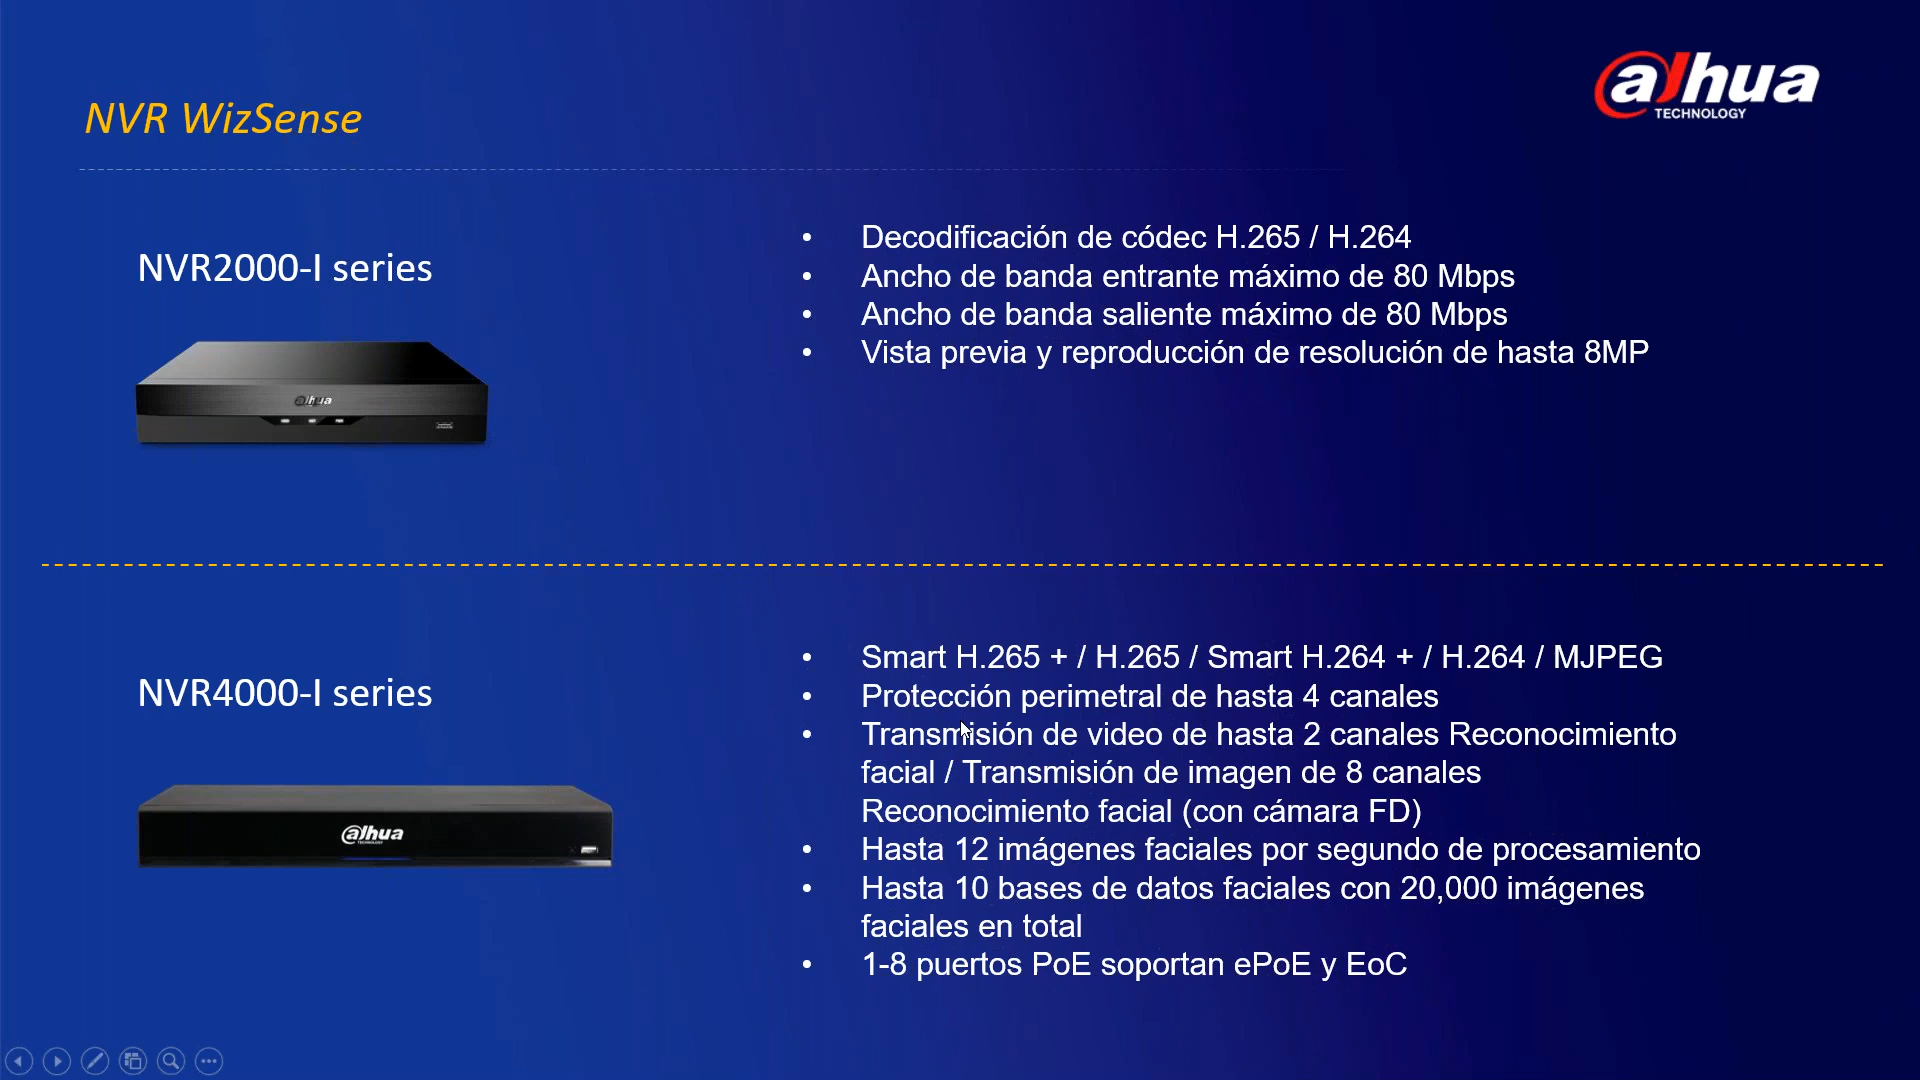 NVR WizSense
alhua
TECHNOLOGY
NVR2000-I series
• Decodificación de códec H.265 / H.264
• Ancho de banda entrante máximo de 80 Mbps
• Ancho de banda saliente máximo de 80 Mbps
• Vista previa y reproducción de resolución de hasta 8MP
alhua
NVR4000-I series
• Smart H.265 + / H.265 / Smart H.264 + / H.264 / MJPEG
• Protección perimetral de hasta 4 canales
• Transmisión de video de hasta 2 canales Reconocimiento
facial / Transmisión de imagen de 8 canales
Reconocimiento facial (con cámara FD)
• Hasta 12 imágenes faciales por segundo de procesamiento
• Hasta 10 bases de datos faciales con 20,000 imágenes
faciales en total
• 1-8 puertos PoE soportan ePoE y EoC
alhua
TECHNOLOGY